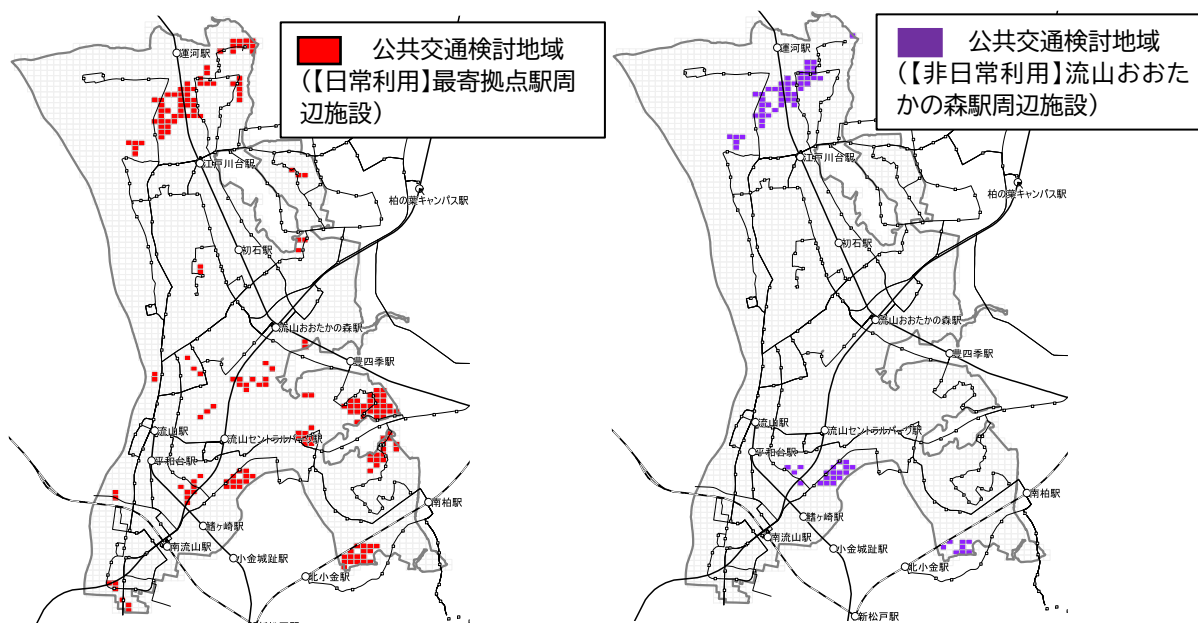 公共交通検討地域
(【日常利用】最寄拠点駅周
辺施設)
運河駅
江戸川台駅
柏の葉キャンパス駅
初石駅
流山おおたかの森駅
豊四季駅
流山駅
流山セントラルパーク駅
平和台駅
南柏駅
鰭ヶ崎駅
南流山駅
小金城趾駅
北小金駅
公共交通検討地域
(【非日常利用】流山おおた
かの森駅周辺施設)
運河駅
江戸川台駅
柏の葉キャンパス駅
初石駅
流山おおたかの森駅
豊四季駅
流山駅
流山セントラルパーク駅
平和台駅
南柏駅
鰭ヶ崎駅
南流山駅
小金城趾駅
北小金駅
新松戸駅